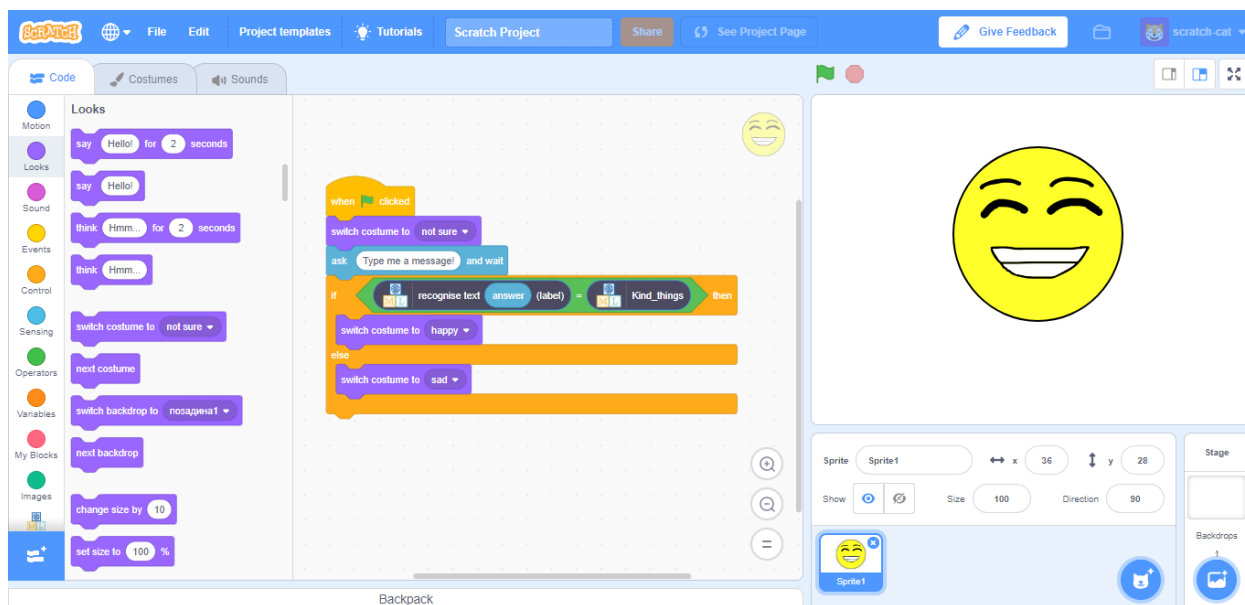 SCRATCH File Edit Project templates Tutorials Scratch Project Share See Project Page Give Feedback scratch-cat
Code Costumes Sounds
Motion
Looks
Sound
Events
Control
Sensing
Operators
Variables
My Blocks
Images
ML
Looks
say Hello! for 2 seconds
say Hello!
think Hmm... for 2 seconds
think Hmm...
switch costume to not sure
next costume
switch backdrop to позадина1
next backdrop
change size by 10
set size to 100 %
when clicked
switch costume to not sure
ask Type me a message! and wait
if ML recognise text answer (label) = ML Kind_things then
switch costume to happy
else
switch costume to sad
=
Backpack
Sprite Sprite1 x 36 y 28
Show Size 100 Direction 90
Sprite1
Stage
Backdrops
1